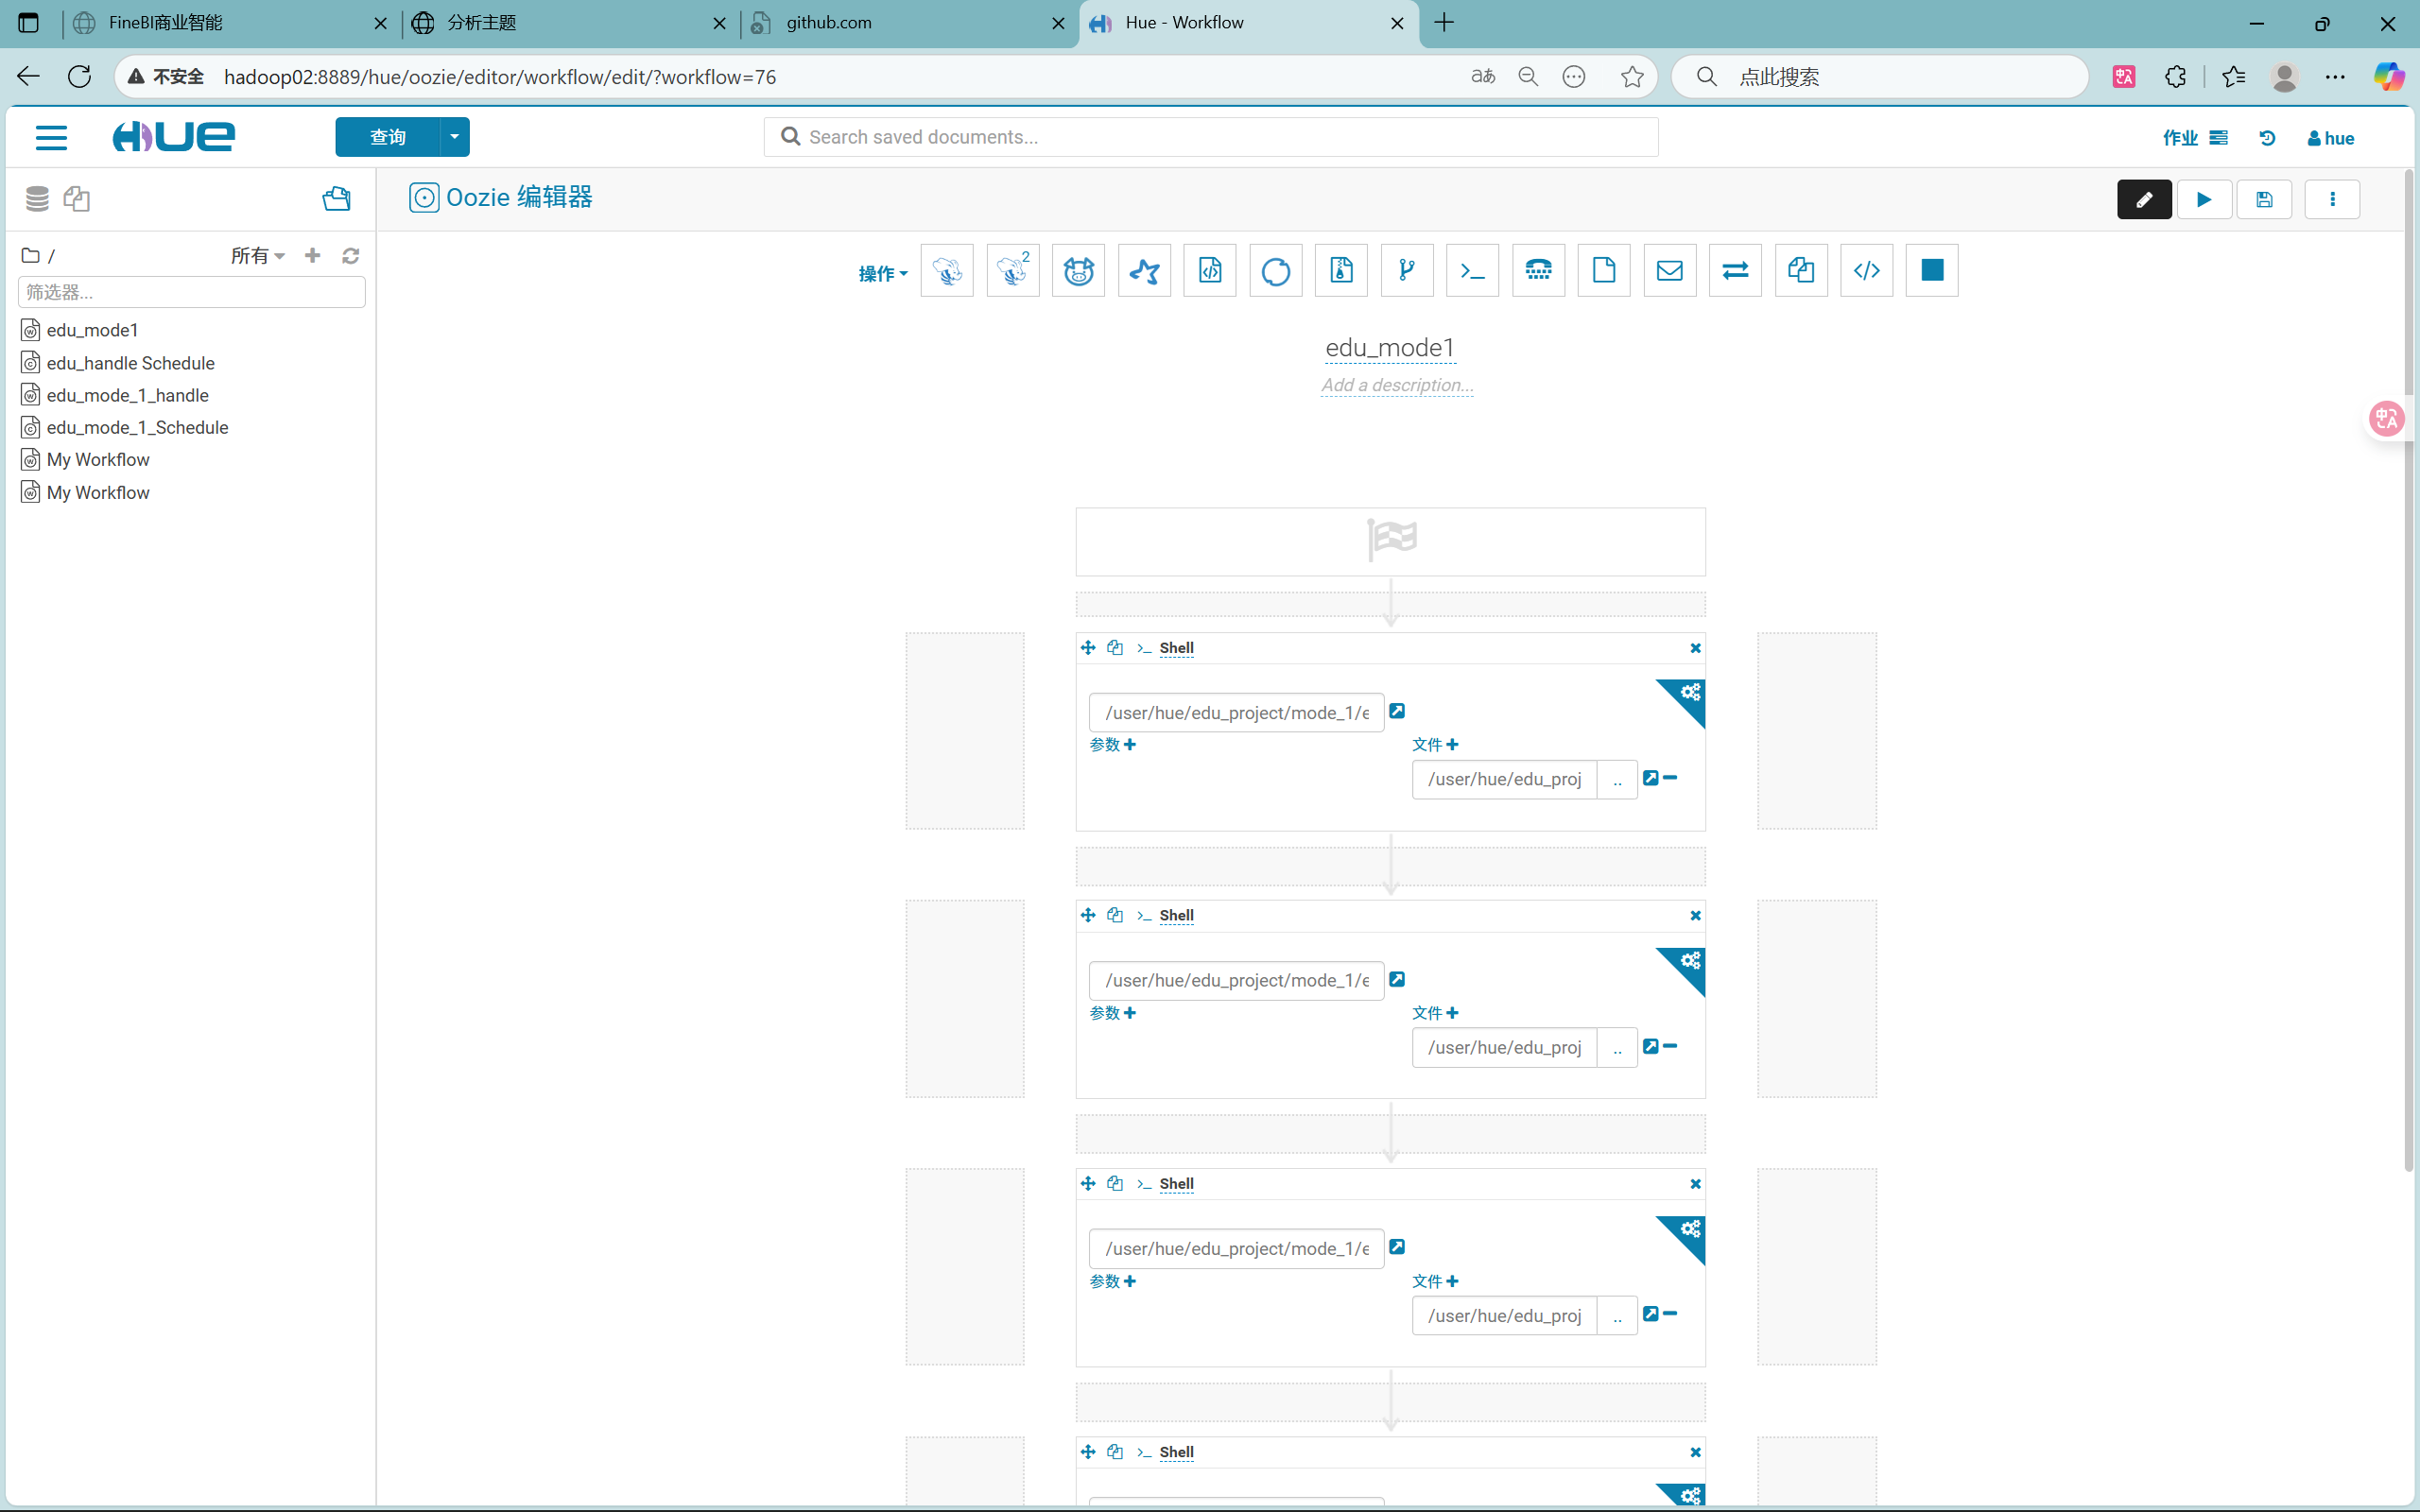 FineBI商业智能
分析主题
github.com
Hue - Workflow
不安全 hadoop02:8889/hue/oozie/editor/workflow/edit/?workflow=76
aあ
点此搜索
HUE
查询
Search saved documents...
作业
hue
Oozie 编辑器
/
所有
筛选器...
edu_mode1
edu_handle Schedule
edu_mode_1_handle
edu_mode_1_Schedule
My Workflow
My Workflow
操作
2
edu_mode1
Add a description...
Shell
/user/hue/edu_project/mode_1/e
参数
文件
/user/hue/edu_proj
..
Shell
/user/hue/edu_project/mode_1/e
参数
文件
/user/hue/edu_proj
..
Shell
/user/hue/edu_project/mode_1/e
参数
文件
/user/hue/edu_proj
..
Shell